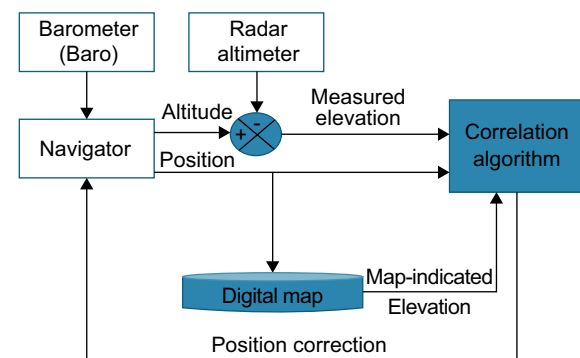 Barometer
(Baro)
Radar
altimeter
Altitude
Measured
elevation
+
-
Navigator
Position
Correlation
algorithm
Digital map
Map-indicated
Elevation
Position correction